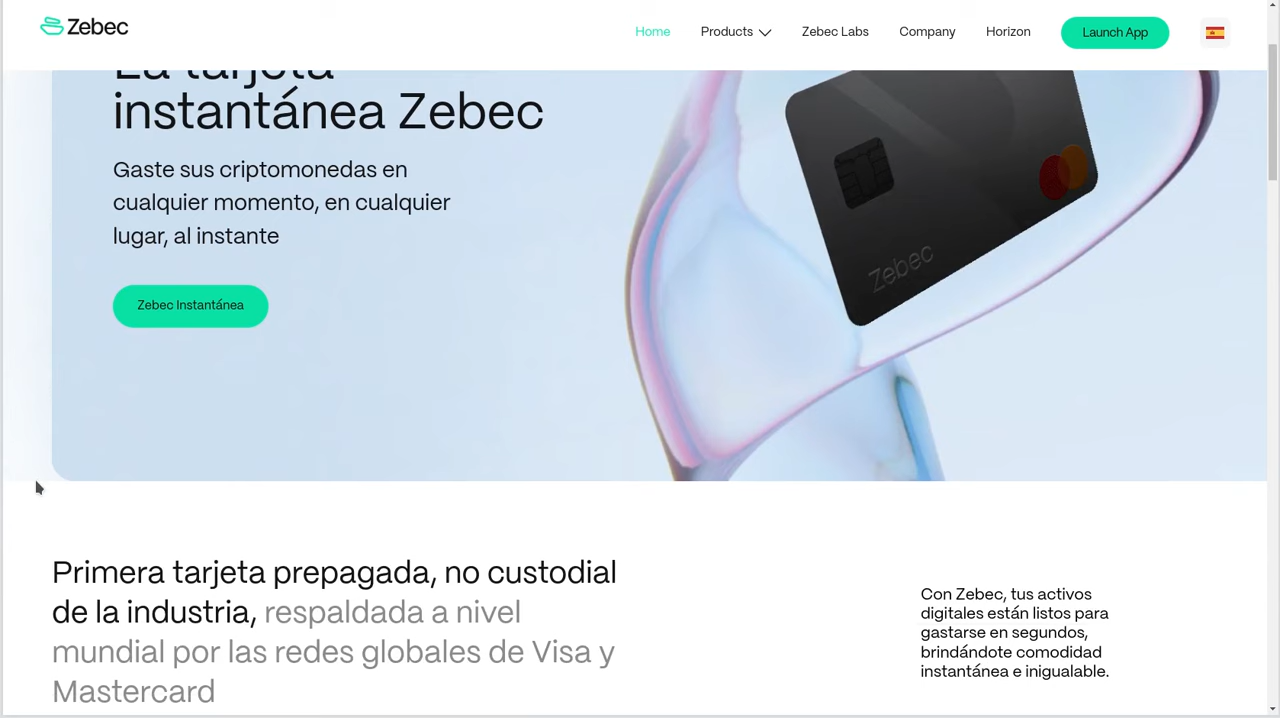 Zebec
Home
Products
Zebec Labs
Company
Horizon
Launch App
La tarjeta
instantánea Zebec
Gaste sus criptomonedas en
cualquier momento, en cualquier
lugar, al instante
Zebec Instantánea
Zebec
Primera tarjeta prepagada, no custodial
de la industria, respaldada a nivel
mundial por las redes globales de Visa y
Mastercard
Con Zebec, tus activos
digitales están listos para
gastarse en segundos,
brindándote comodidad
instantánea e inigualable.